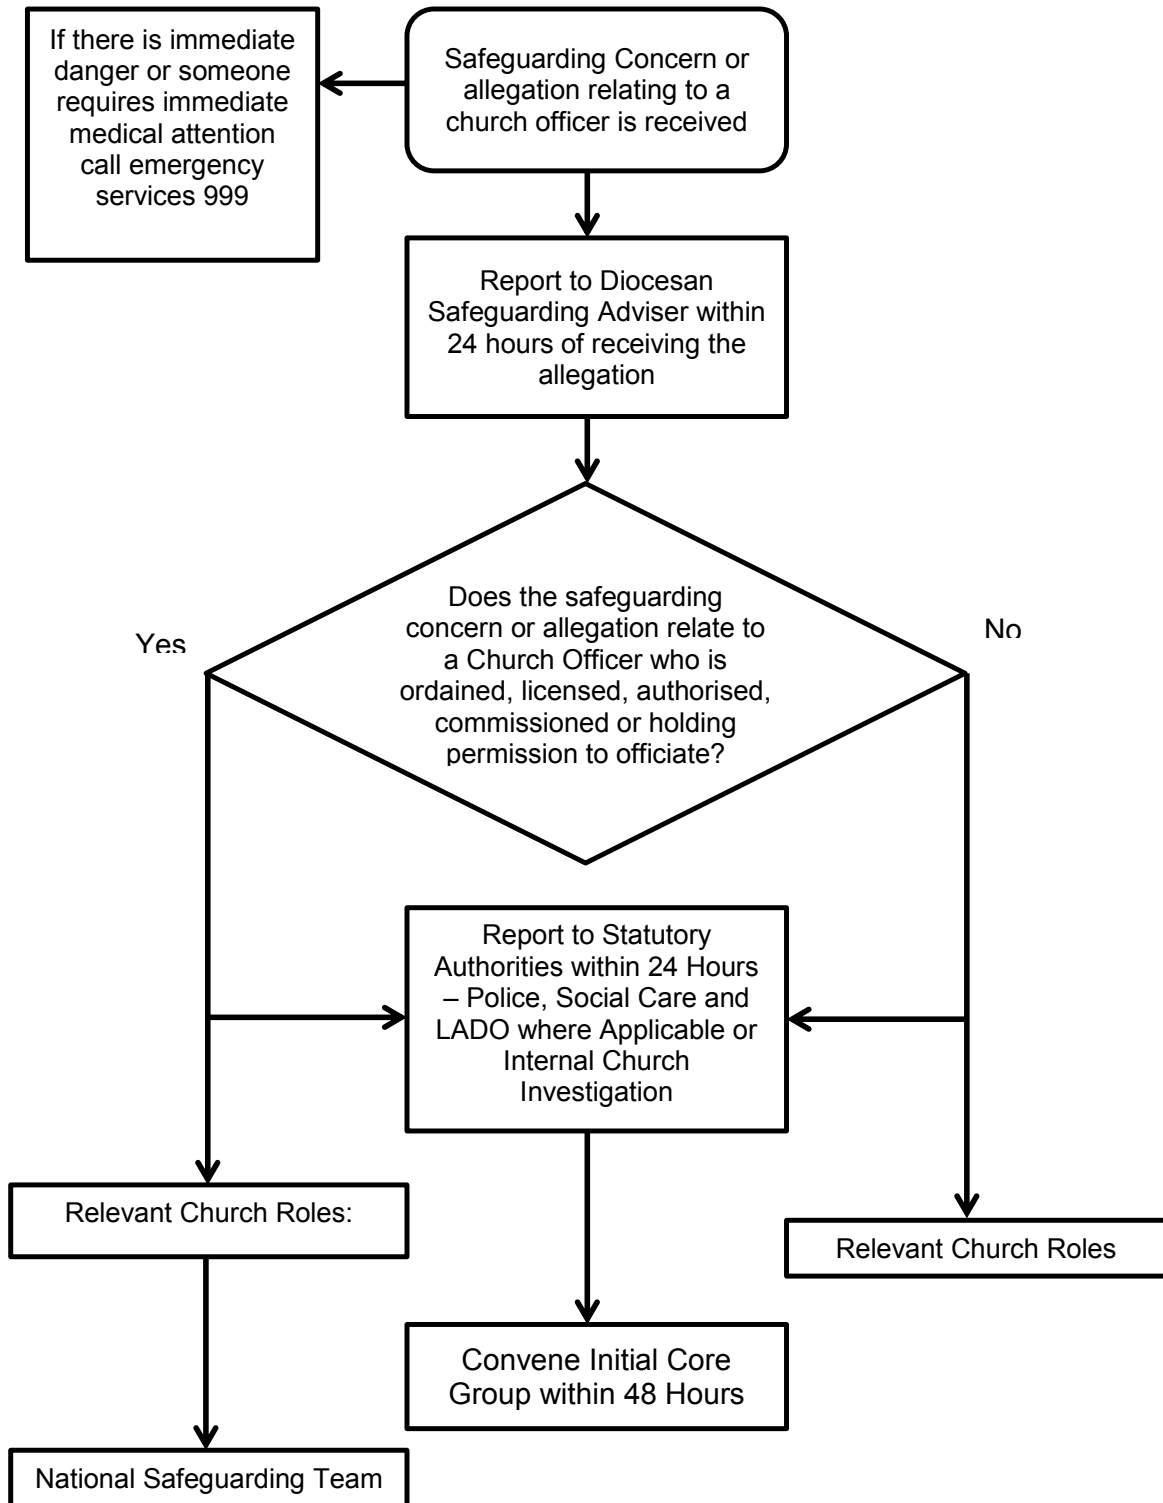 If there is immediate
danger or someone
requires immediate
medical attention
call emergency
services 999
Safeguarding Concern or
allegation relating to a
church officer is received
Report to Diocesan
Safeguarding Adviser within
24 hours of receiving the
allegation
Does the safeguarding
concern or allegation relate to
a Church Officer who is
ordained, licensed, authorised,
commissioned or holding
permission to officiate?
Yes
No
Report to Statutory
Authorities within 24 Hours
– Police, Social Care and
LADO where Applicable or
Internal Church
Investigation
Relevant Church Roles:
Relevant Church Roles
Convene Initial Core
Group within 48 Hours
National Safeguarding Team